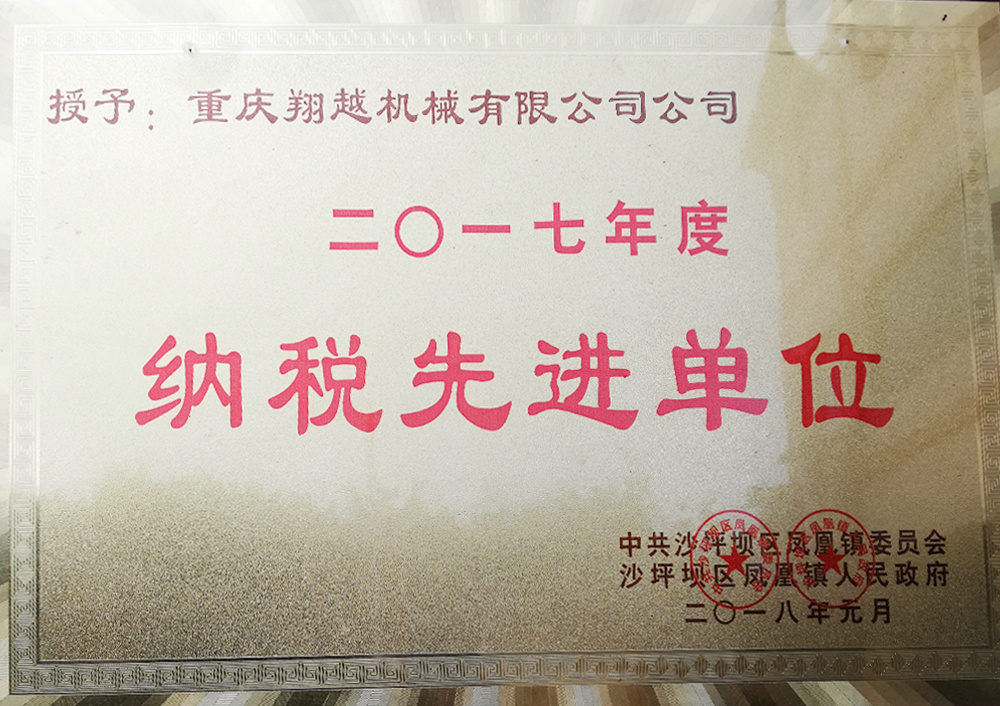 授予：重庆翔越机械有限公司公司
二〇一七年度
纳税先进单位
中共沙坪坝区凤凰镇委员会
沙坪坝区凤凰镇人民政府
二〇一八年元月